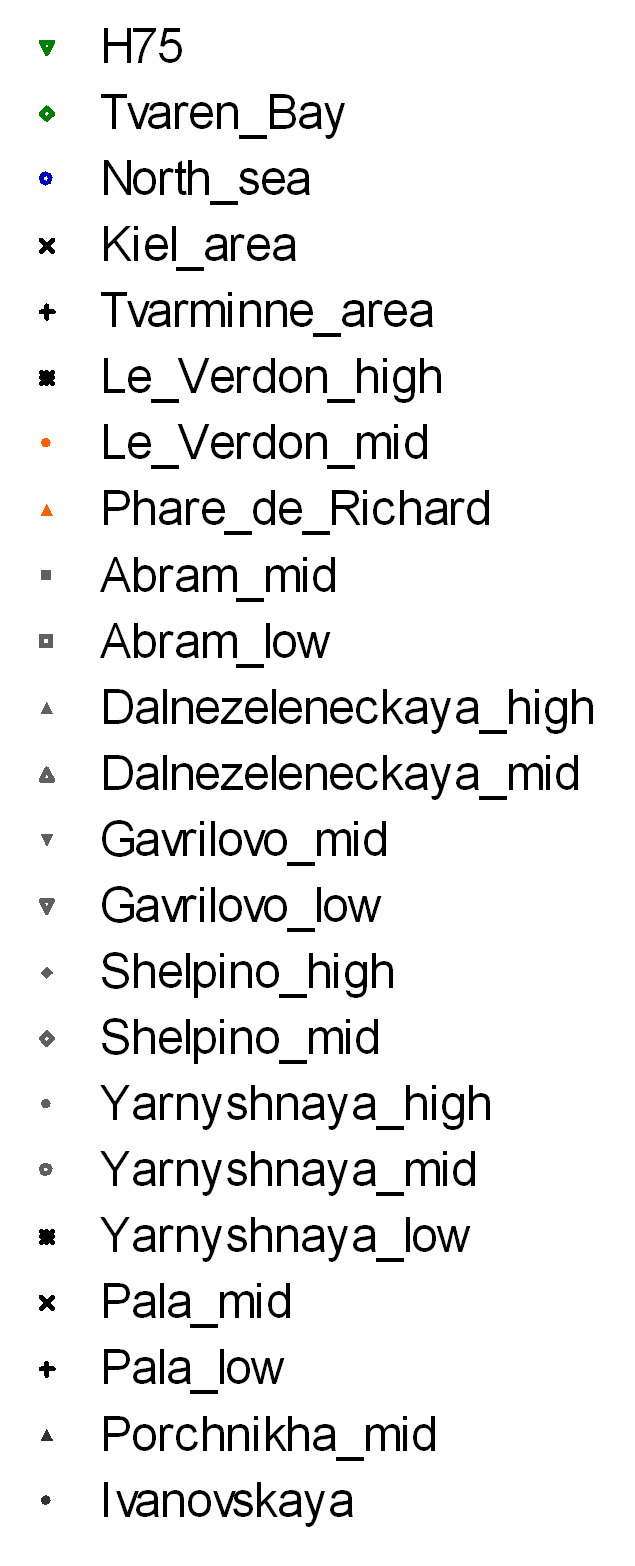 H75
Tvaren_Bay
North_sea
Kiel_area
Tvarminne_area
Le_Verdon_high
Le_Verdon_mid
Phare_de_Richard
Abram_mid
Abram_low
Dalnezeleneckaya_high
Dalnezeleneckaya_mid
Gavrilovo_mid
Gavrilovo_low
Shelpino_high
Shelpino_mid
Yarnyshnaya_high
Yarnyshnaya_mid
Yarnyshnaya_low
Pala_mid
Pala_low
Porchnikha_mid
Ivanovskaya